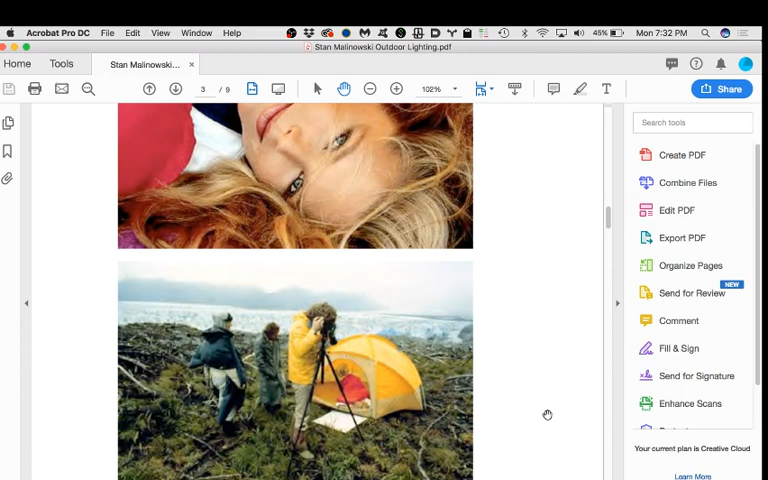 Acrobat Pro DC File Edit View Window Help 45% Mon 7:32 PM
Stan Malinowski Outdoor Lighting.pdf
Home Tools Stan Malinowski... ×
3 / 9 102% Share
Search tools
Create PDF
Combine Files
Edit PDF
Export PDF
Organize Pages
NEW
Send for Review
Comment
Fill & Sign
Send for Signature
Enhance Scans
Your current plan is Creative Cloud
Learn More